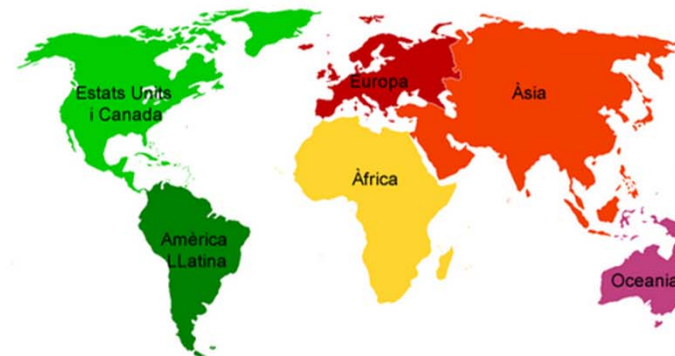 Estats Units
i Canada
Europa
Àsia
Àfrica
Amèrica
LLatina
Oceania